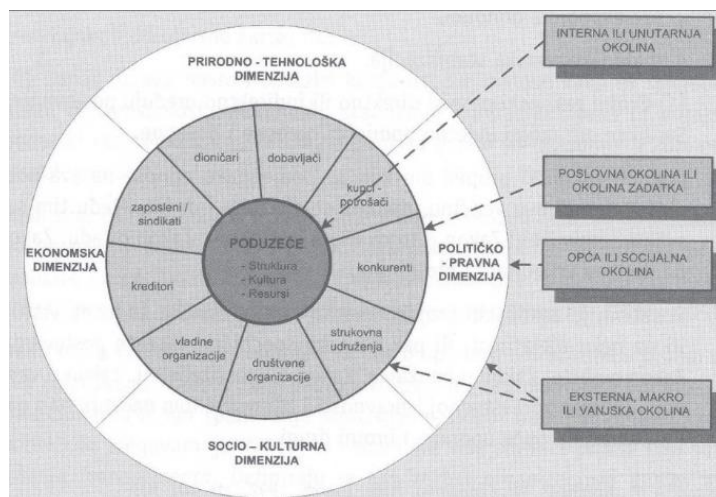 PRIRODNO - TEHNOLOŠKA
DIMENZIJA
INTERNA ILI UNUTARNJA
OKOLINA
dioničari
dobavljači
kupci -
potrošači
zaposleni /
sindikati
POSLOVNA OKOLINA ILI
OKOLINA ZADATKA
EKONOMSKA
DIMENZIJA
PODUZEĆE
- Struktura
- Kultura
- Resursi
konkurenti
POLITIČKO
- PRAVNA
DIMENZIJA
OPĆA ILI SOCIJALNA
OKOLINA
kreditori
vladine
organizacije
društvene
organizacije
strukovna
udruženja
EKSTERNA, MAKRO
ILI VANJSKA OKOLINA
SOCIO – KULTURNA
DIMENZIJA